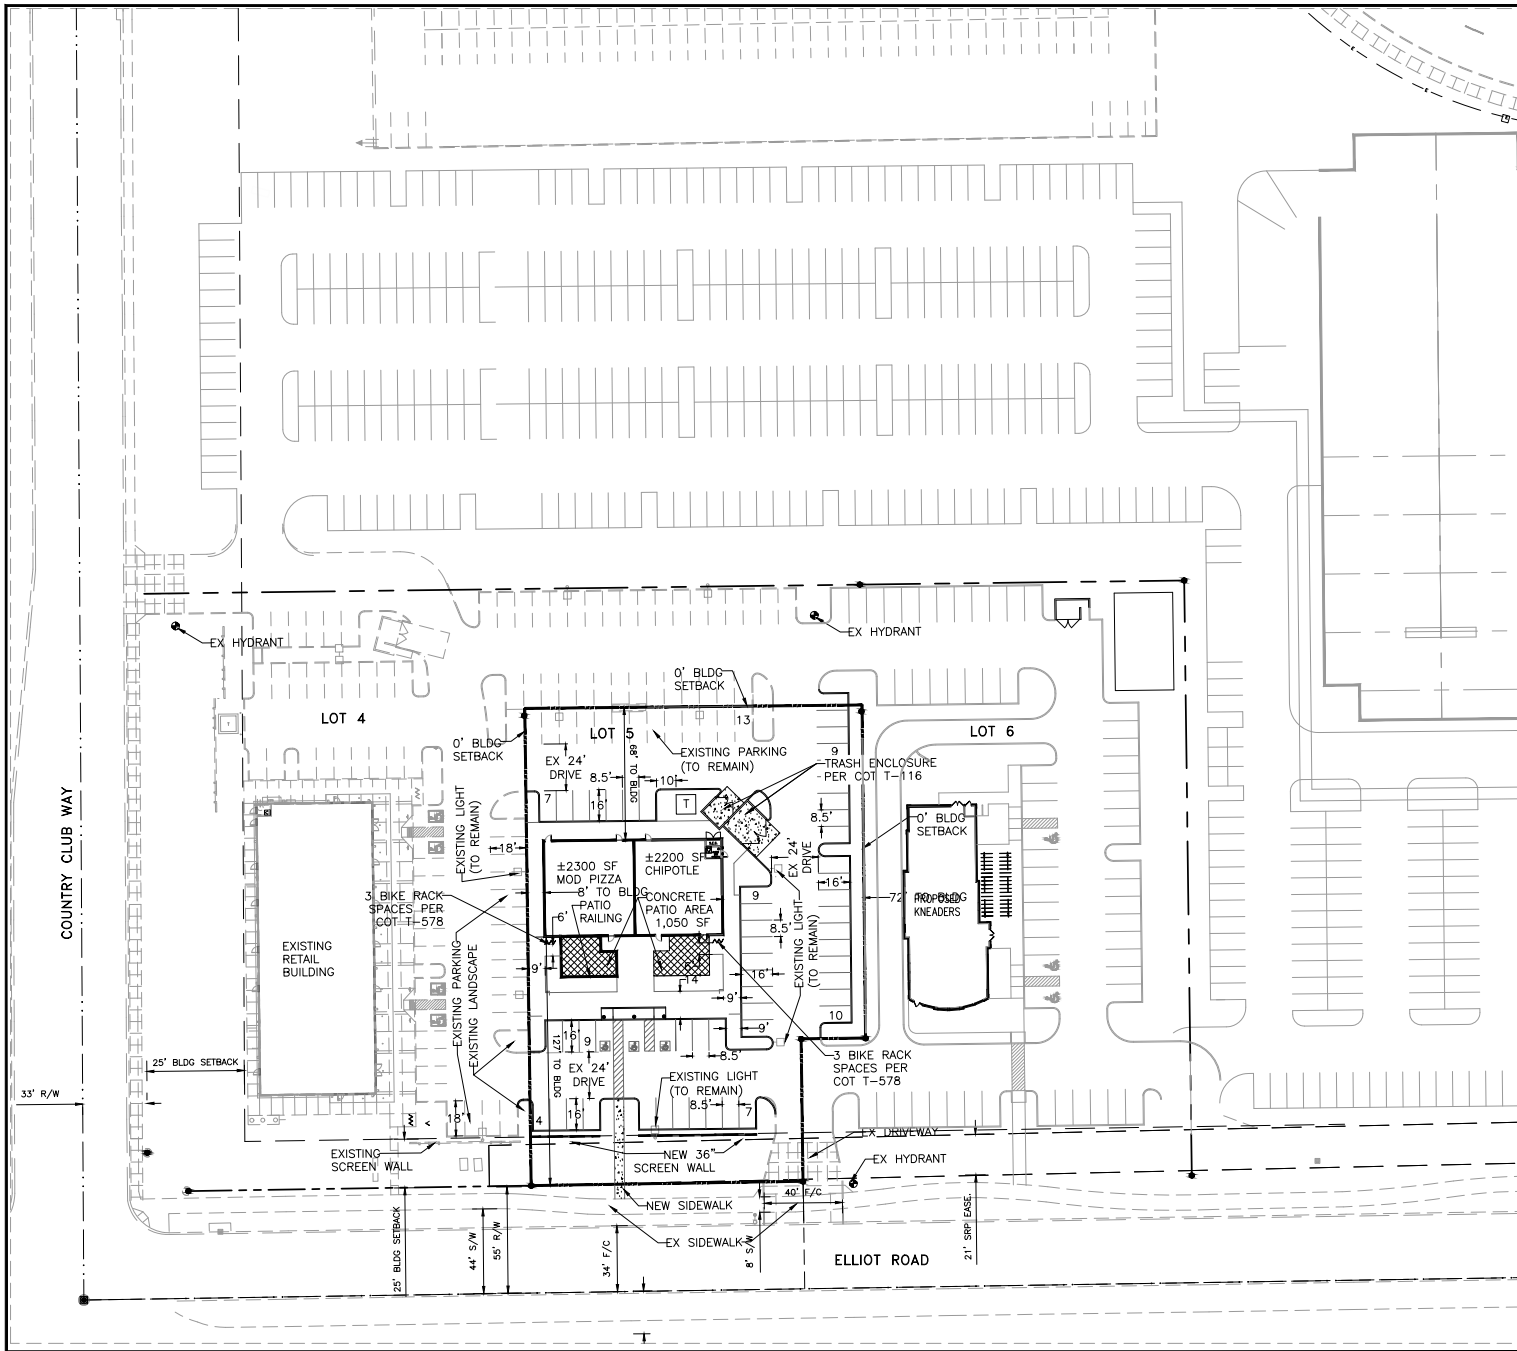 EX HYDRANT
EX HYDRANT
0' BLDG
SETBACK
LOT 4
LOT 5
13
LOT 6
0' BLDG
SETBACK
EX 24'
DRIVE
68' TO BLDG
EXISTING PARKING
(TO REMAIN)
9
TRASH ENCLOSURE
PER COT T-116
8.5'
10'
7
16'
T
T
8.5'
0' BLDG
SETBACK
COUNTRY CLUB WAY
EXISTING LIGHT
(TO REMAIN)
18'
±2300 SF
MOD PIZZA
±2200 SF
CHIPOTLE
EX 24'
DRIVE
16'
8' TO BLDG
PATIO
RAILING
CONCRETE
PATIO AREA
1,050 SF
9
72' TO BLDG
PROPOSED
KNEADERS
3 BIKE RACK
SPACES PER
COT T-578
6'
8.5'
EXISTING LIGHT
(TO REMAIN)
EXISTING
RETAIL
BUILDING
EXISTING PARKING
EXISTING LANDSCAPE
9'
16'
14
9'
10
9'
16'
9
8.5'
127' TO BLDG
EX 24'
DRIVE
3 BIKE RACK
SPACES PER
COT T-578
25' BLDG SETBACK
33' R/W
EXISTING LIGHT
(TO REMAIN)
18'
4
16'
8.5'
7
EX DRIVEWAY
EXISTING
SCREEN WALL
NEW 36"
SCREEN WALL
EX HYDRANT
40' F/C
NEW SIDEWALK
25' BLDG SETBACK
44' S/W
55' R/W
34' F/C
EX SIDEWALK
8' S/W
ELLIOT ROAD
21' SRP EASE.